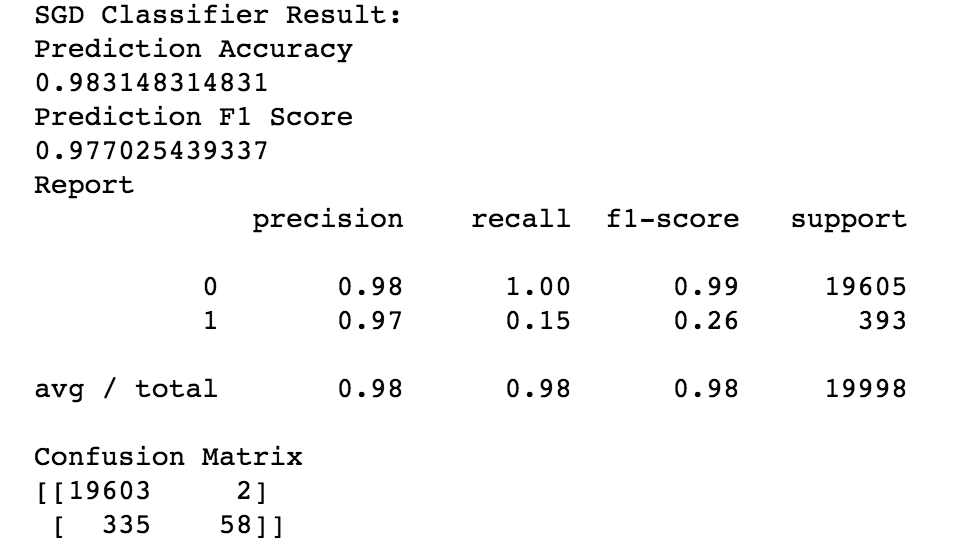 SGD Classifier Result:
Prediction Accuracy
0.983148314831
Prediction F1 Score
0.977025439337
Report
precision recall f1-score support
0 0.98 1.00 0.99 19605
1 0.97 0.15 0.26 393
avg / total 0.98 0.98 0.98 19998
Confusion Matrix
[[19603 2]
[ 335 58]]